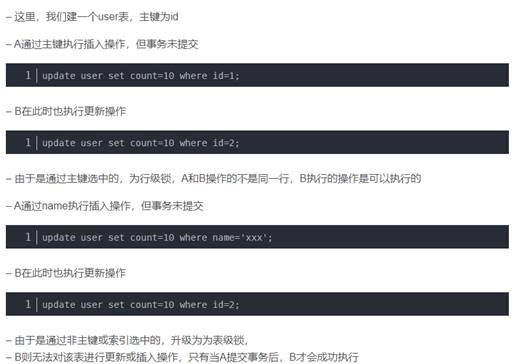 – 这里，我们建一个user表，主键为id
– A通过主键执行插入操作，但事务未提交
1 update user set count=10 where id=1;
– B在此时也执行更新操作
1 update user set count=10 where id=2;
– 由于是通过主键选中的，为行级锁，A和B操作的不是同一行，B执行的操作是可以执行的
– A通过name执行插入操作，但事务未提交
1 update user set count=10 where name='xxx';
– B在此时也执行更新操作
1 update user set count=10 where id=2;
– 由于是通过非主键或索引选中的，升级为为表级锁，
– B则无法对该表进行更新或插入操作，只有当A提交事务后，B才会成功执行